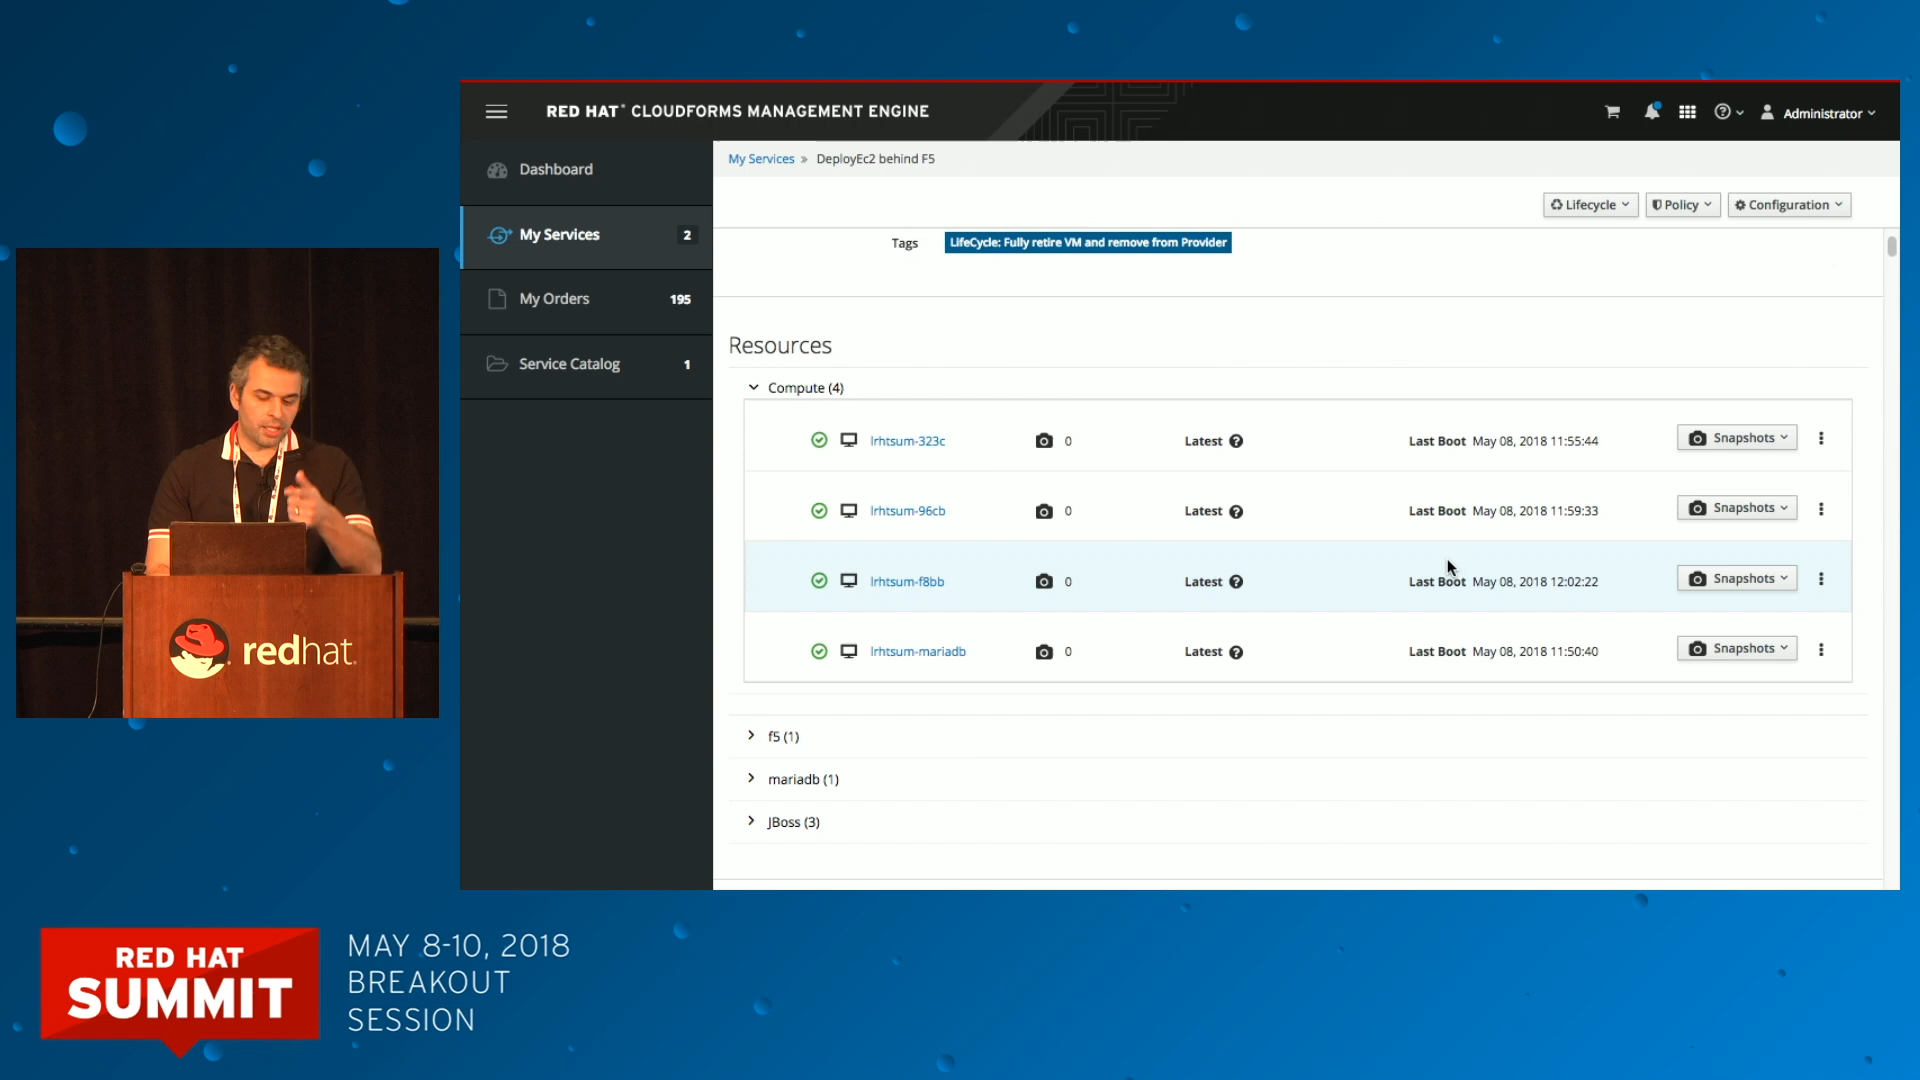 RED HAT® CLOUDFORMS MANAGEMENT ENGINE
Administrator
Dashboard
My Services 2
My Orders 195
Service Catalog 1
My Services » DeployEc2 behind F5
Lifecycle Policy Configuration
Tags LifeCycle: Fully retire VM and remove from Provider
Resources
Compute (4)
lrhtsum-323c 0 Latest Last Boot May 08, 2018 11:55:44 Snapshots
lrhtsum-96cb 0 Latest Last Boot May 08, 2018 11:59:33 Snapshots
lrhtsum-f8bb 0 Latest Last Boot May 08, 2018 12:02:22 Snapshots
lrhtsum-mariadb 0 Latest Last Boot May 08, 2018 11:50:40 Snapshots
f5 (1)
mariadb (1)
JBoss (3)
redhat.
RED HAT
SUMMIT
MAY 8-10, 2018
BREAKOUT
SESSION